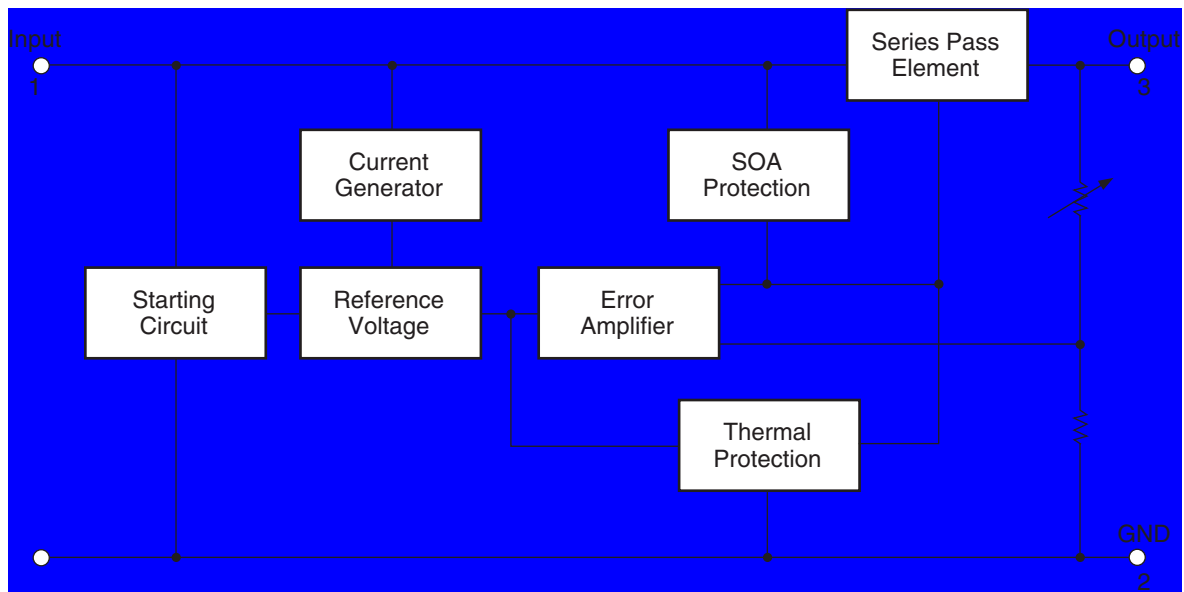 Input
1
Series Pass
Element
Output
3
Current
Generator
SOA
Protection
Starting
Circuit
Reference
Voltage
Error
Amplifier
Thermal
Protection
GND
2